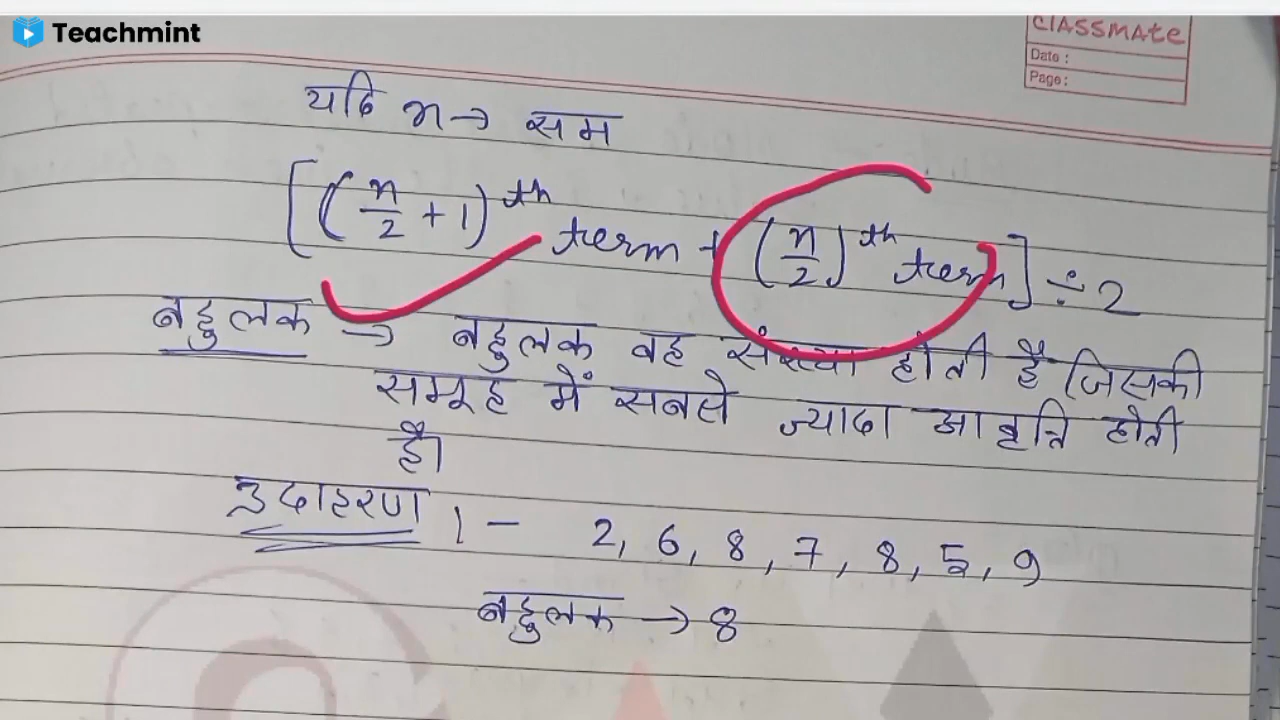 Teachmint
CLASSMATE
Date :
Page :
यदि n → सम
[(n/2 + 1)^th term + (n/2)^th term] ÷ 2
बहुलक → बहुलक वह संख्या होती है जिसकी
समूह में सबसे ज्यादा आवृत्ति होती
है।
उदाहरण 1 - 2, 6, 8, 7, 8, 5, 9
बहुलक → 8